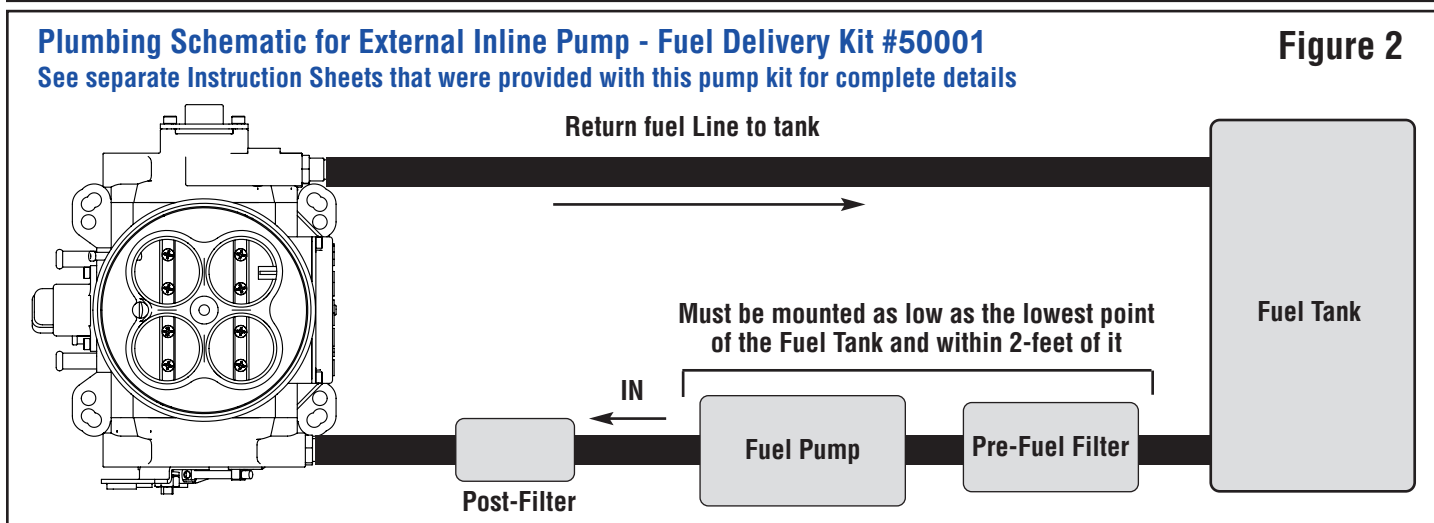 Plumbing Schematic for External Inline Pump - Fuel Delivery Kit #50001
Figure 2
See separate Instruction Sheets that were provided with this pump kit for complete details
Return fuel Line to tank
Fuel Tank
Must be mounted as low as the lowest point
of the Fuel Tank and within 2-feet of it
IN
Fuel Pump
Pre-Fuel Filter
Post-Filter